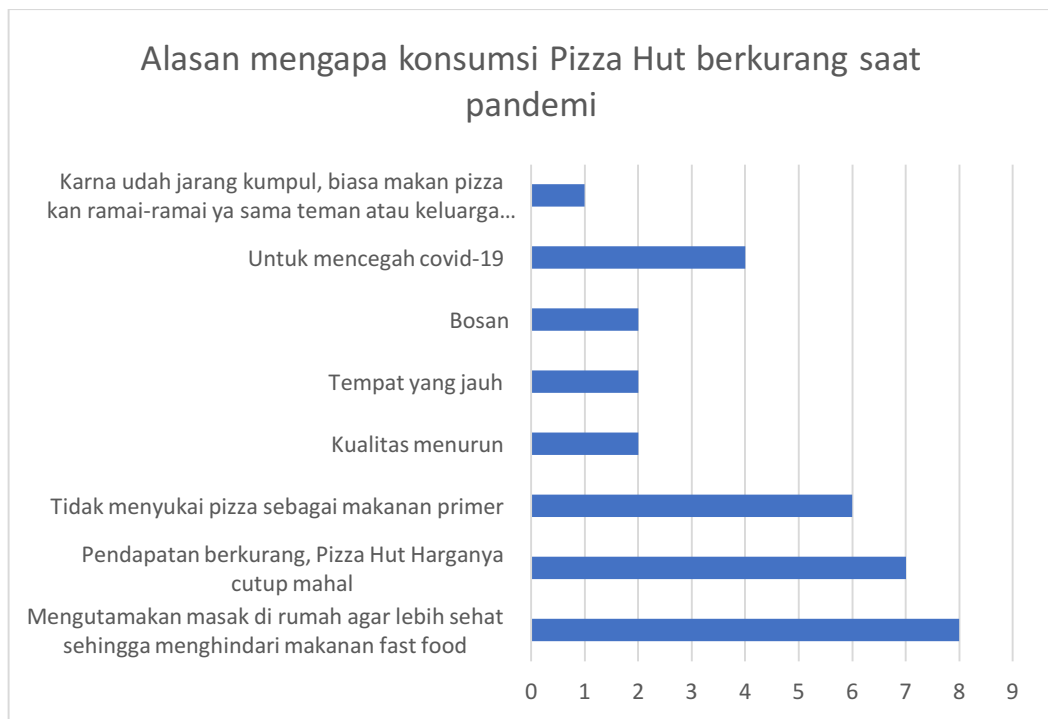 Alasan mengapa konsumsi Pizza Hut berkurang saat
pandemi
Karna udah jarang kumpul, biasa makan pizza
kan ramai-ramai ya sama teman atau keluarga...
Untuk mencegah covid-19
Bosan
Tempat yang jauh
Kualitas menurun
Tidak menyukai pizza sebagai makanan primer
Pendapatan berkurang, Pizza Hut Harganya
cutup mahal
Mengutamakan masak di rumah agar lebih sehat
sehingga menghindari makanan fast food
0 1 2 3 4 5 6 7 8 9